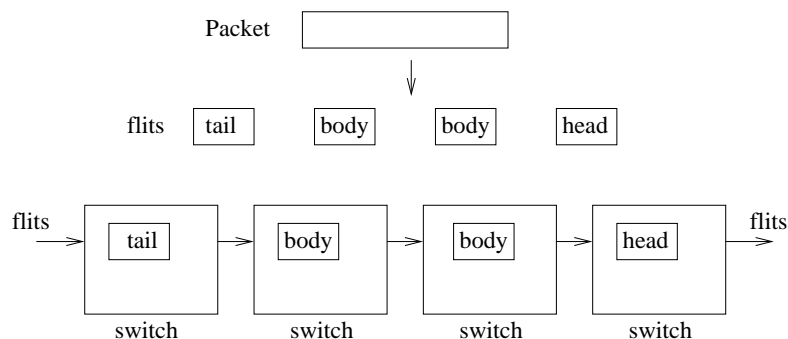 Packet
flits tail body body head
flits tail body body head flits
switch switch switch switch